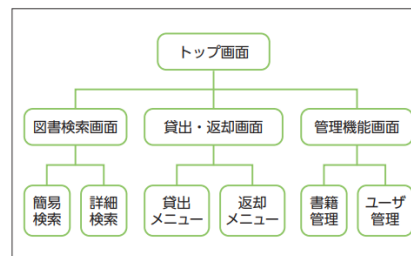 トップ画面
図書検索画面
貸出・返却画面
管理機能画面
簡易
検索
詳細
検索
貸出
メニュー
返却
メニュー
書籍
管理
ユーザ
管理